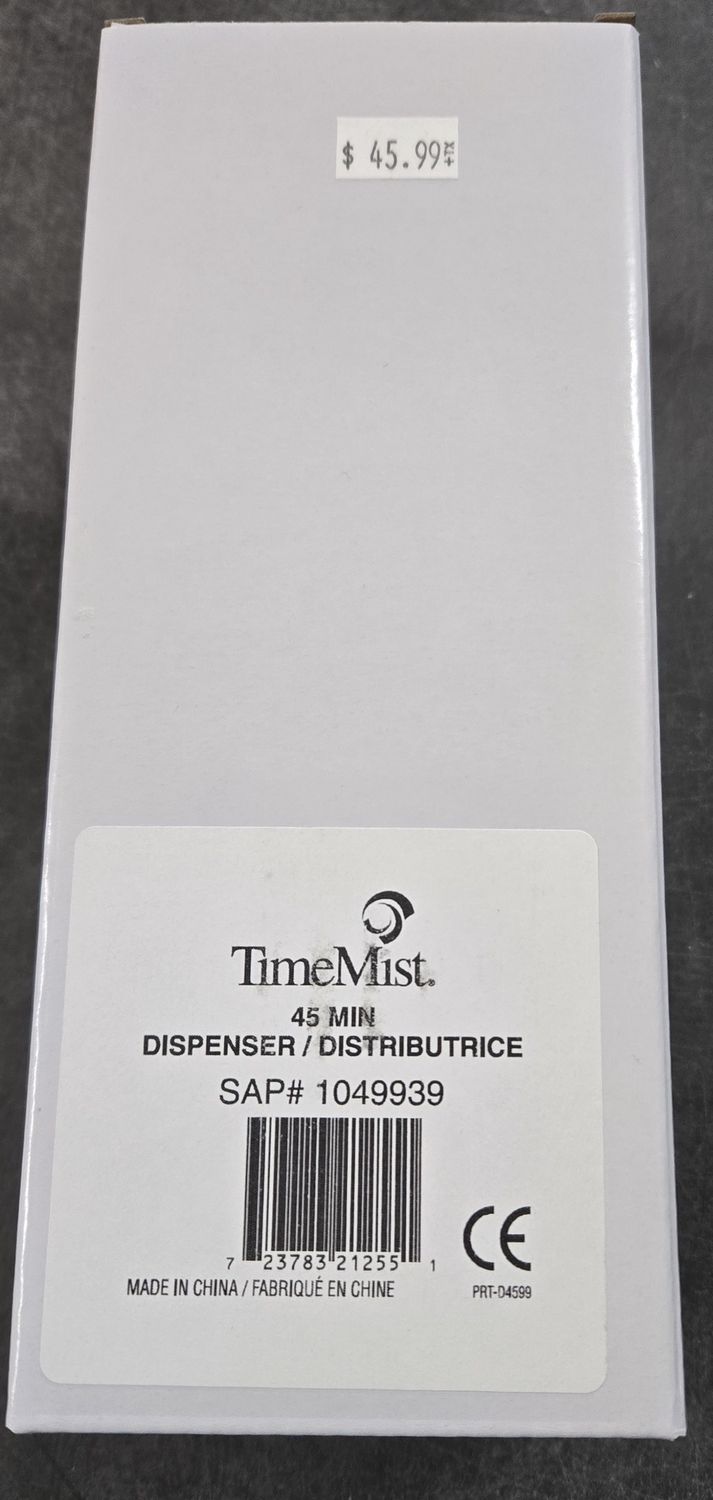 $ 45.99 +TX
TimeMist®
45 MIN
DISPENSER / DISTRIBUTRICE
SAP# 1049939
7 23783 21255 1
CE
MADE IN CHINA / FABRIQUÉ EN CHINE
PRT-D4599